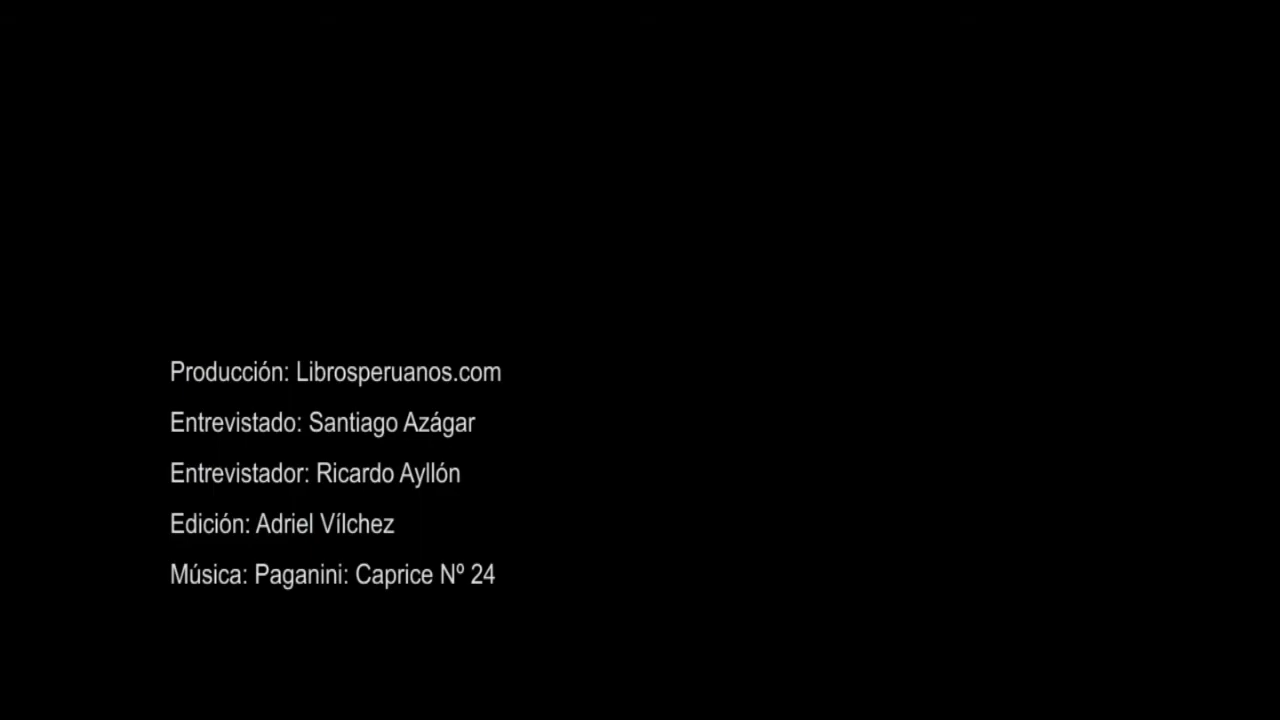 Producción: Librosperuanos.com
Entrevistado: Santiago Azágar
Entrevistador: Ricardo Ayllón
Edición: Adriel Vílchez
Música: Paganini: Caprice Nº 24